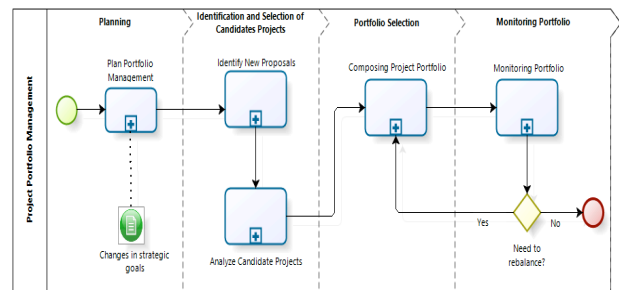 Project Portfolio Management
Planning
Identification and Selection of
Candidates Projects
Portfolio Selection
Monitoring Portfolio
Plan Portfolio
Management
Identify New Proposals
Composing Project Portfolio
Monitoring Portfolio
Changes in strategic
goals
Analyze Candidate Projects
Yes
No
Need to
rebalance?